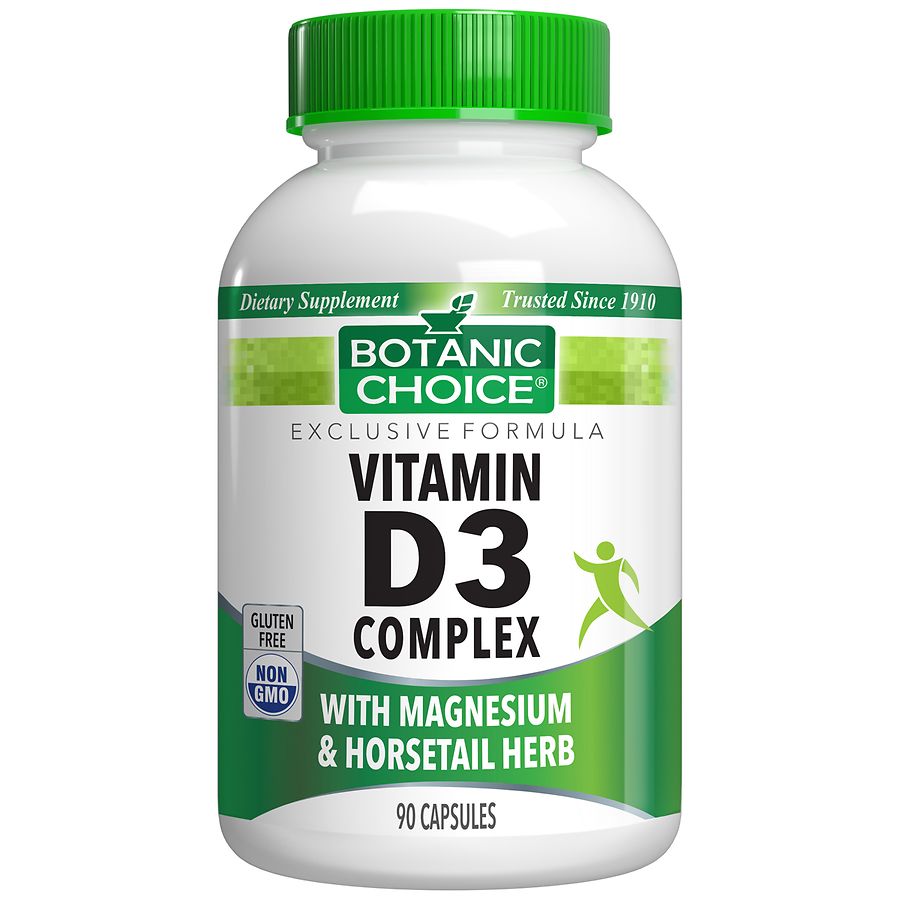 Dietary Supplement
Trusted Since 1910
BOTANIC
CHOICE®
EXCLUSIVE FORMULA
VITAMIN
D3
COMPLEX
GLUTEN
FREE
NON
GMO
WITH MAGNESIUM
& HORSETAIL HERB
90 CAPSULES